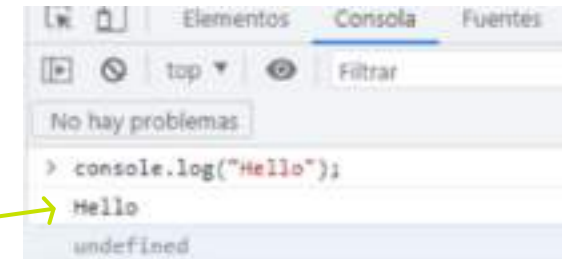 Elementos Consola Fuentes
top Filtrar
No hay problemas
> console.log("Hello");
Hello
undefined